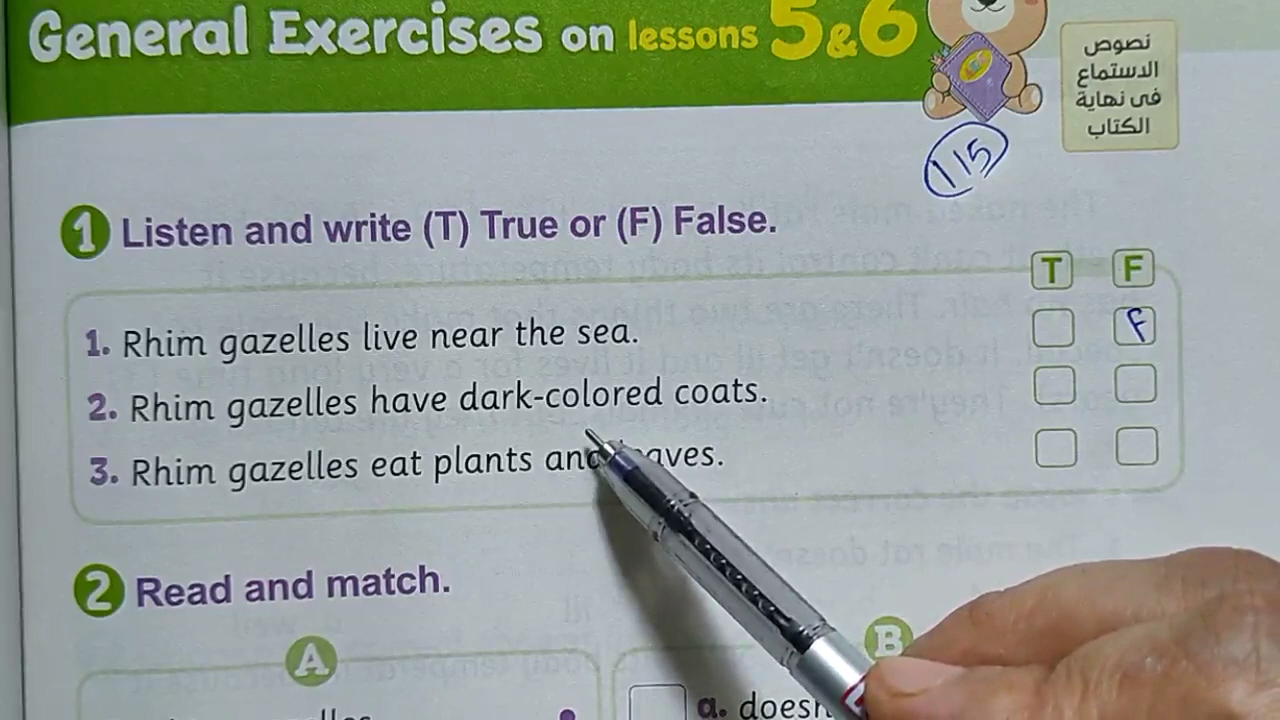 General Exercises on lessons 5&6
نصوص
الاستماع
فى نهاية
الكتاب
115
1 Listen and write (T) True or (F) False.
T F
1. Rhim gazelles live near the sea. F
2. Rhim gazelles have dark-colored coats.
3. Rhim gazelles eat plants and
2 Read and match.
A B
a.